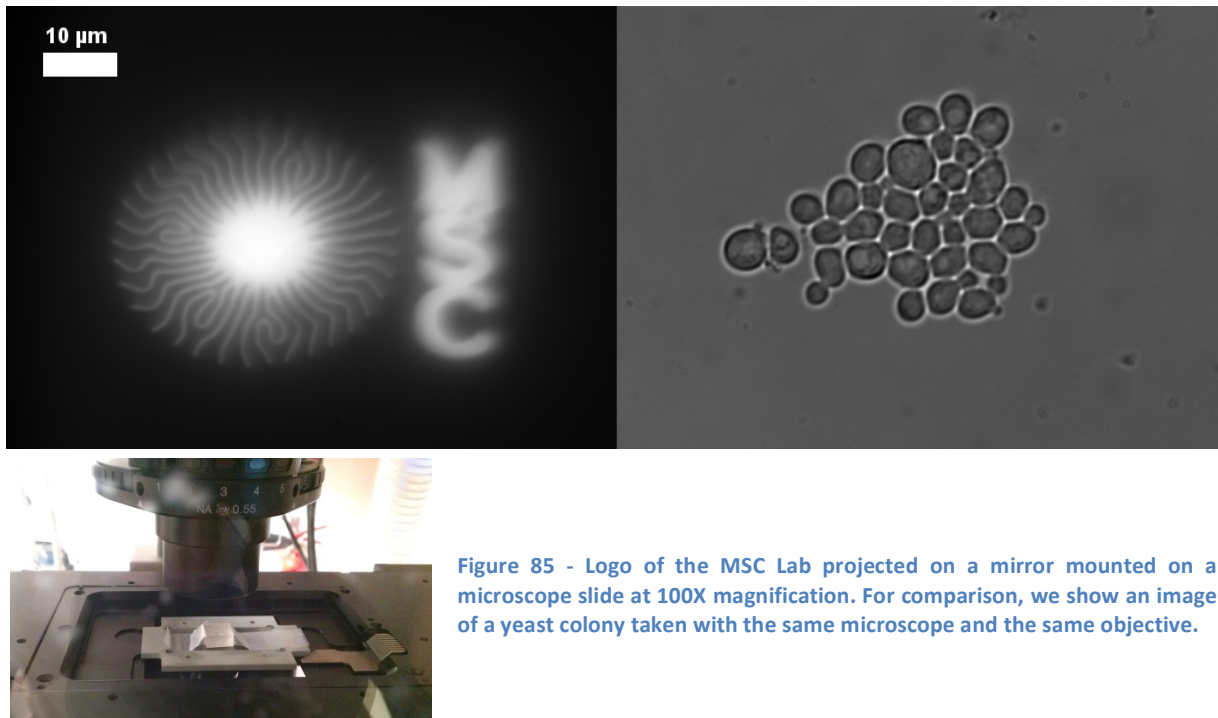 10 µm
MSC
3 4 5
NA 0.55
Figure 85 - Logo of the MSC Lab projected on a mirror mounted on a
microscope slide at 100X magnification. For comparison, we show an image
of a yeast colony taken with the same microscope and the same objective.